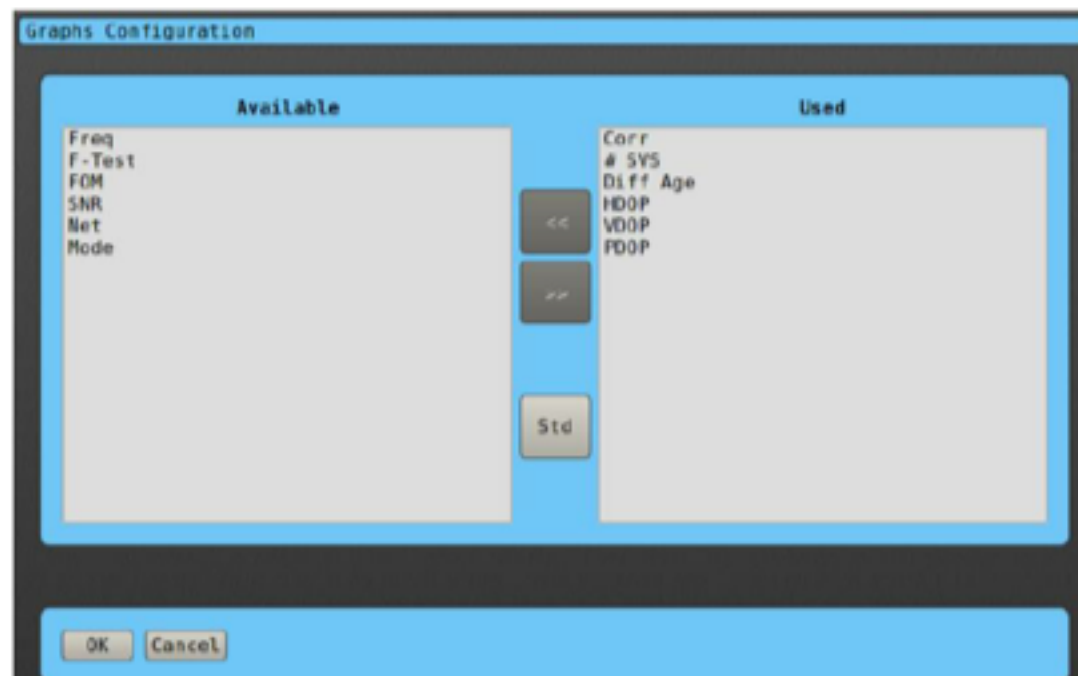 Graphs Configuration
Available
Freq
F-Test
FOM
SNR
Net
Mode
<<
>>
Std
Used
Corr
# SVS
Diff Age
HDOP
VDOP
PDOP
OK
Cancel